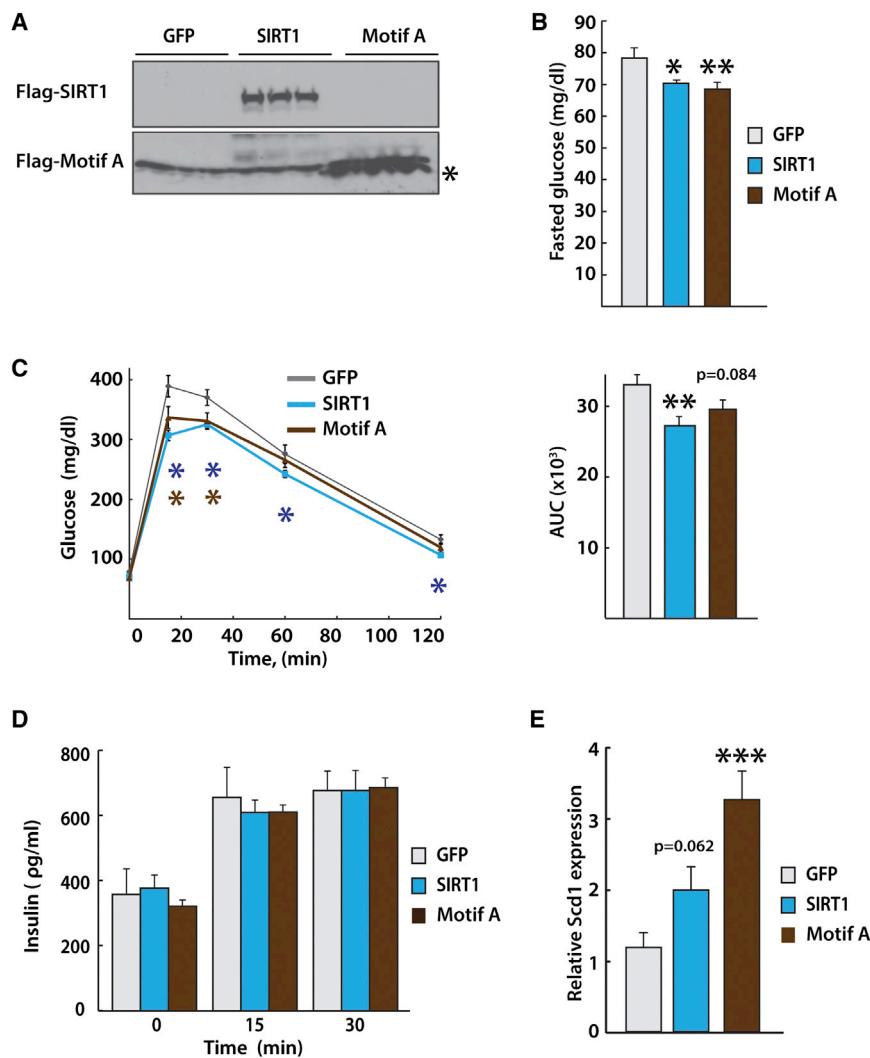 A
GFP SIRT1 Motif A
Flag-SIRT1
Flag-Motif A
*
B
Fasted glucose (mg/dl)
90
80
70
60
50
40
30
20
10
* **
GFP
SIRT1
Motif A
C
Glucose (mg/dl)
400
300
200
100
GFP
SIRT1
Motif A
* *
* *
*
*
0 20 40 60 80 100 120
Time, (min)
AUC (x10³)
30
20
10
**
p=0.084
D
Insulin ( ρg/ml)
800
600
400
200
0
0 15 30
Time (min)
GFP
SIRT1
Motif A
E
Relative Scd1 expression
4
3
2
1
0
p=0.062
***
GFP
SIRT1
Motif A